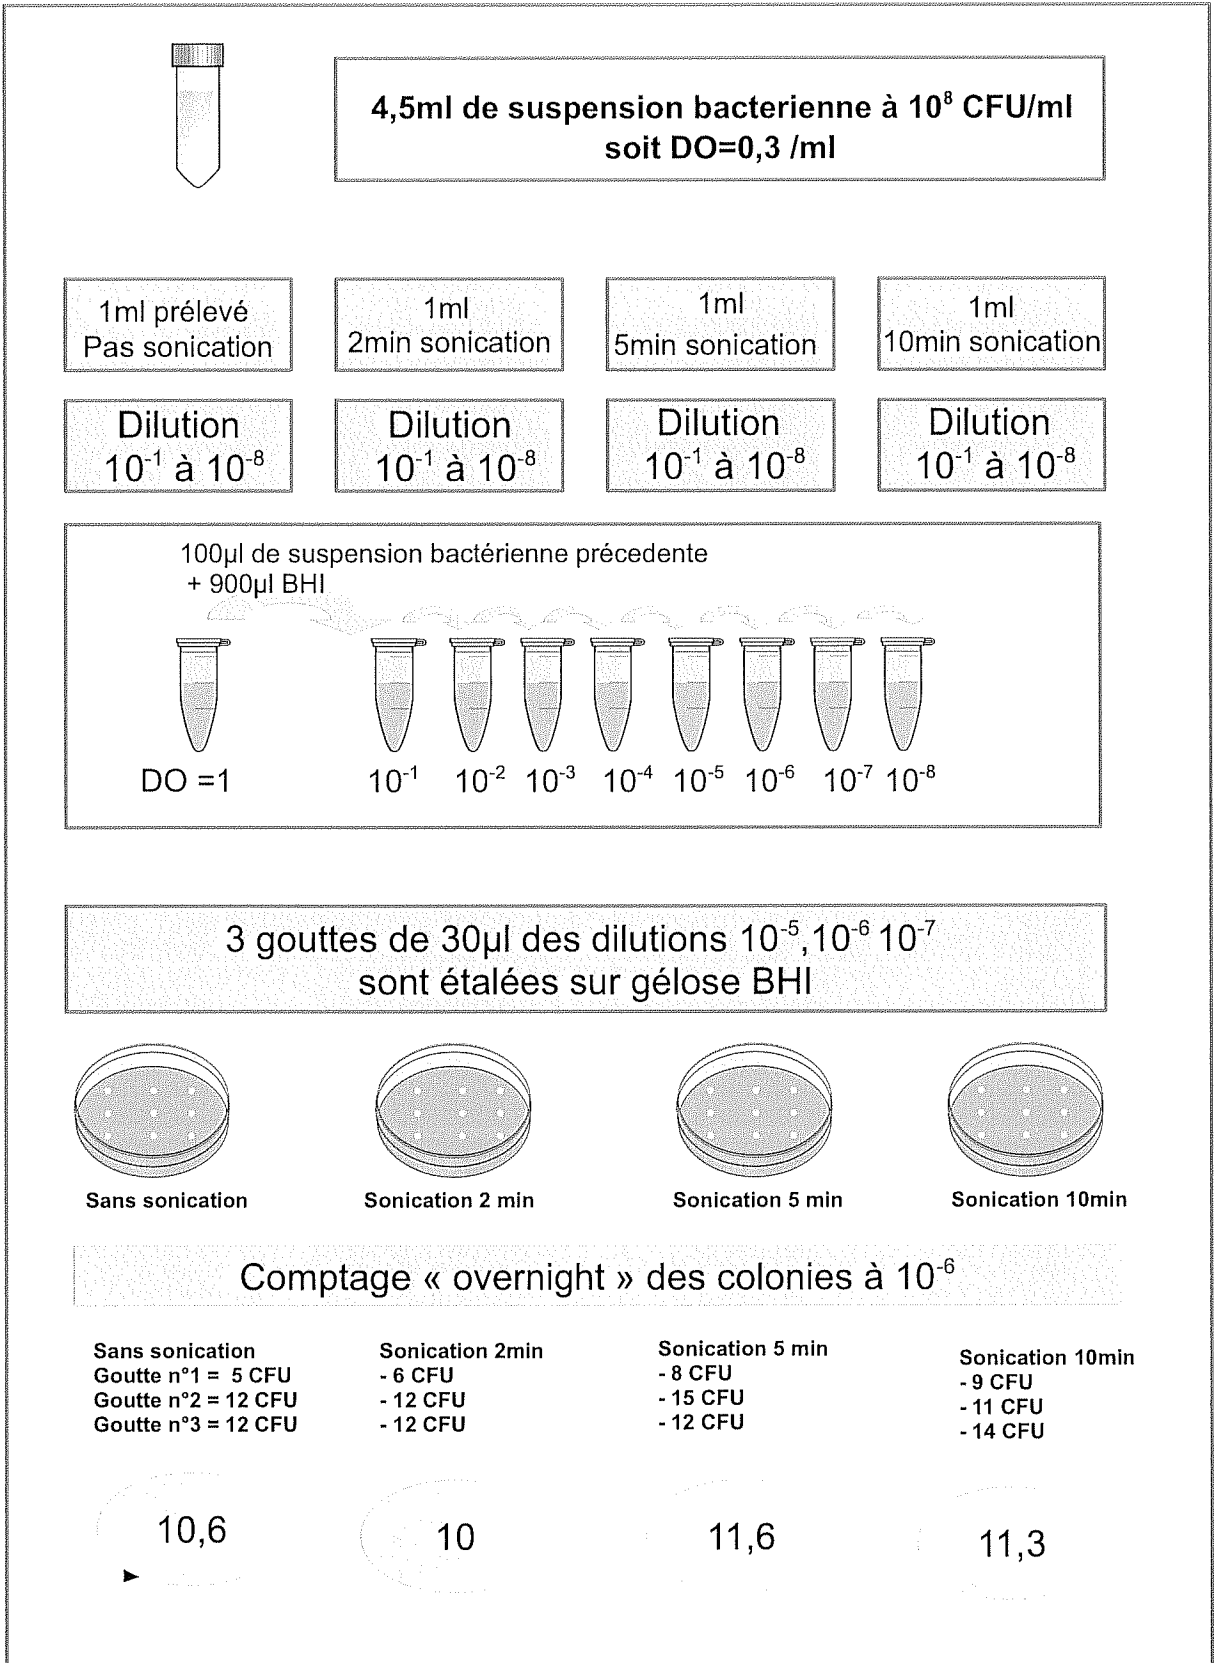 4,5ml de suspension bacterienne à 10⁸ CFU/ml
soit DO=0,3 /ml
1ml prélevé
Pas sonication
1ml
2min sonication
1ml
5min sonication
1ml
10min sonication
Dilution
10⁻¹ à 10⁻⁸
Dilution
10⁻¹ à 10⁻⁸
Dilution
10⁻¹ à 10⁻⁸
Dilution
10⁻¹ à 10⁻⁸
100µl de suspension bactérienne précedente
+ 900µl BHI
DO =1 10⁻¹ 10⁻² 10⁻³ 10⁻⁴ 10⁻⁵ 10⁻⁶ 10⁻⁷ 10⁻⁸
3 gouttes de 30µl des dilutions 10⁻⁵,10⁻⁶ 10⁻⁷
sont étalées sur gélose BHI
Sans sonication
Sonication 2 min
Sonication 5 min
Sonication 10min
Comptage « overnight » des colonies à 10⁻⁶
Sans sonication
Goutte n°1 = 5 CFU
Goutte n°2 = 12 CFU
Goutte n°3 = 12 CFU
Sonication 2min
- 6 CFU
- 12 CFU
- 12 CFU
Sonication 5 min
- 8 CFU
- 15 CFU
- 12 CFU
Sonication 10min
- 9 CFU
- 11 CFU
- 14 CFU
10,6
10
11,6
11,3